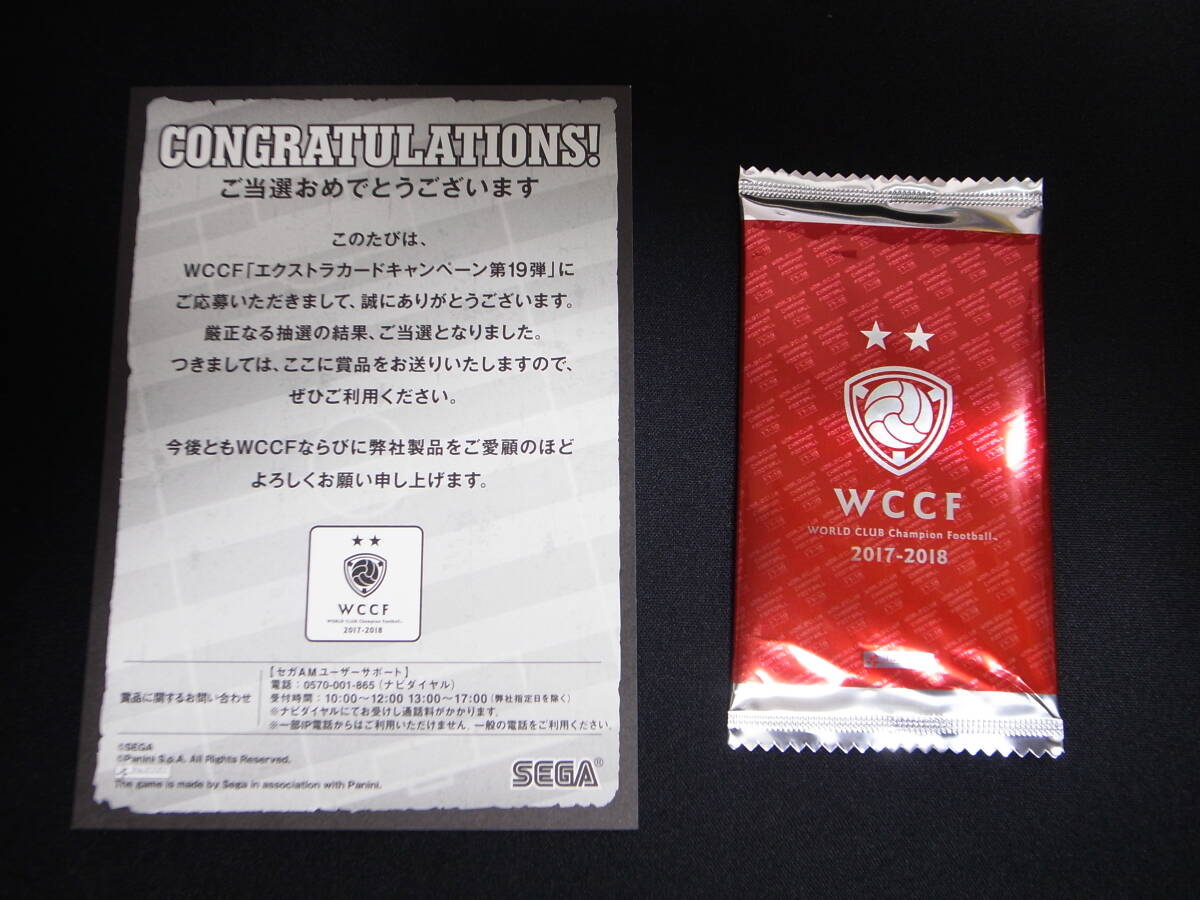 CONGRATULATIONS!
ご当選おめでとうございます
このたびは、
WCCF「エクストラカードキャンペーン第19弾」に
ご応募いただきまして、誠にありがとうございます。
厳正なる抽選の結果、ご当選となりました。
つきましては、ここに賞品をお送りいたしますので、
ぜひご利用ください。
今後ともWCCFならびに弊社製品をご愛顧のほど
よろしくお願い申し上げます。
WCCF
WORLD CLUB Champion Football™
2017-2018
賞品に関するお問い合わせ
【セガAMユーザーサポート】
電話：0570-001-865（ナビダイヤル）
受付時間：10:00～12:00 13:00～17:00（弊社指定日を除く）
※ナビダイヤルにてお受けし通話料がかかります。
※一部IP電話からはご利用いただけません。一般の電話をご利用ください。
©SEGA
©Panini S.p.A. All Rights Reserved.
The game is made by Sega in association with Panini.
SEGA®
WCCF
WORLD CLUB Champion Football™
2017-2018